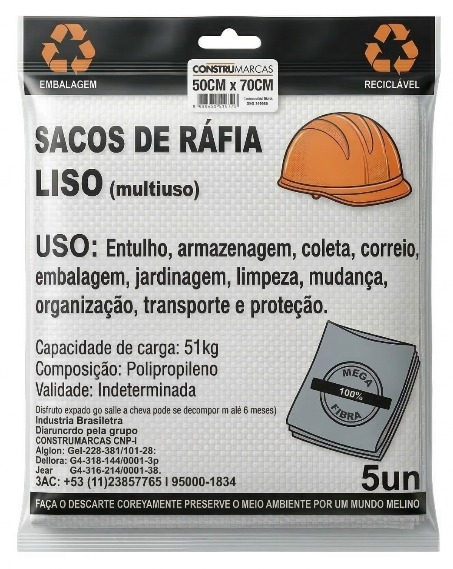 CONSTRUMARCAS
50CM x 70CM
EMBALAGEM
RECICLÁVEL
SACOS DE RÁFIA
LISO (multiuso)
USO: Entulho, armazenagem, coleta, correio,
embalagem, jardinagem, limpeza, mudança,
organização, transporte e proteção.
Capacidade de carga: 51kg
Composição: Polipropileno
Validade: Indeterminada
MEGA
100%
FIBRA
Disfruto expado go salle a cheva pode se decompor m até 6 meses)
Industria Brasiletra
Diaruncrdo pela grupo
CONSTRUMARCAS CNP-I
Algion: Gel-228-381/101-28:
Dellora: G4-318-144/0001-3p
Jear G4-316-214/0001-38.
3AC: +53 (11)23857765 I 95000-1834
5un
FAÇA O DESCARTE COREYAMENTE PRESERVE O MEIO AMBIENTE POR UM MUNDO MELINO